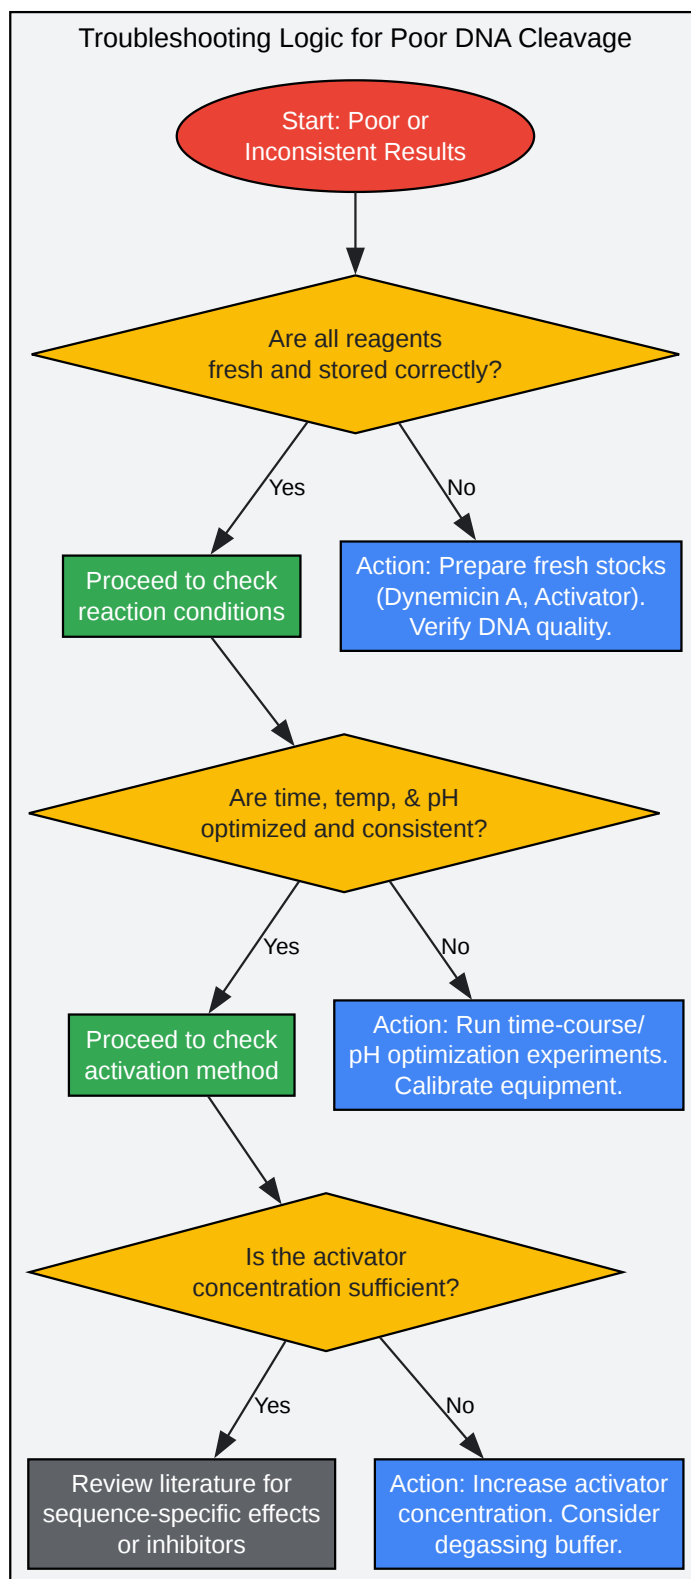 Troubleshooting Logic for Poor DNA Cleavage
Start: Poor or
Inconsistent Results
Are all reagents
fresh and stored correctly?
Yes
No
Proceed to check
reaction conditions
Action: Prepare fresh stocks
(Dynemicin A, Activator).
Verify DNA quality.
Are time, temp, & pH
optimized and consistent?
Yes
No
Proceed to check
activation method
Action: Run time-course/
pH optimization experiments.
Calibrate equipment.
Is the activator
concentration sufficient?
Yes
No
Review literature for
sequence-specific effects
or inhibitors
Action: Increase activator
concentration. Consider
degassing buffer.